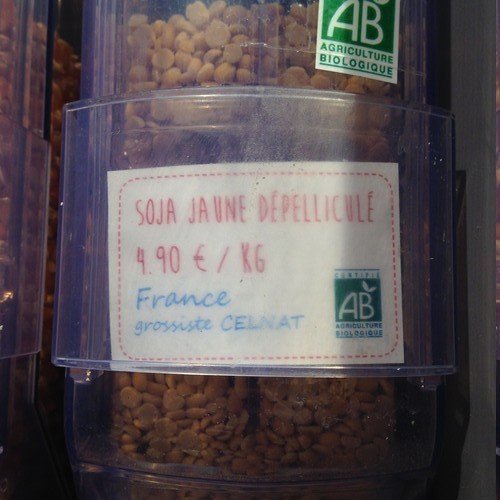 AB
AGRICULTURE
BIOLOGIQUE
SOJA JAUNE DÉPELLICULÉ
4.90 € / KG
France
grossiste CELNAT
CERTIFIÉ
AB
AGRICULTURE
BIOLOGIQUE